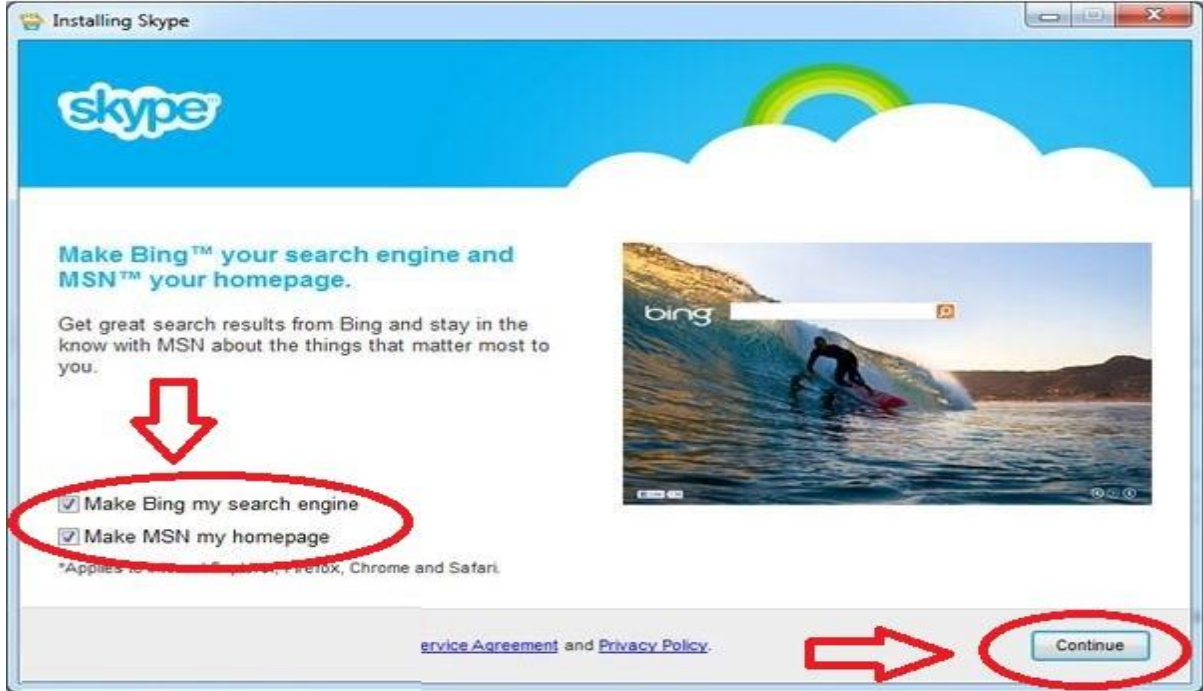 Installing Skype
skype
Make Bing™ your search engine and
MSN™ your homepage.
Get great search results from Bing and stay in the
know with MSN about the things that matter most to
you.
bing
Make Bing my search engine
Make MSN my homepage
*Applies to Firefox, Chrome and Safari.
ervice Agreement and Privacy Policy.
Continue